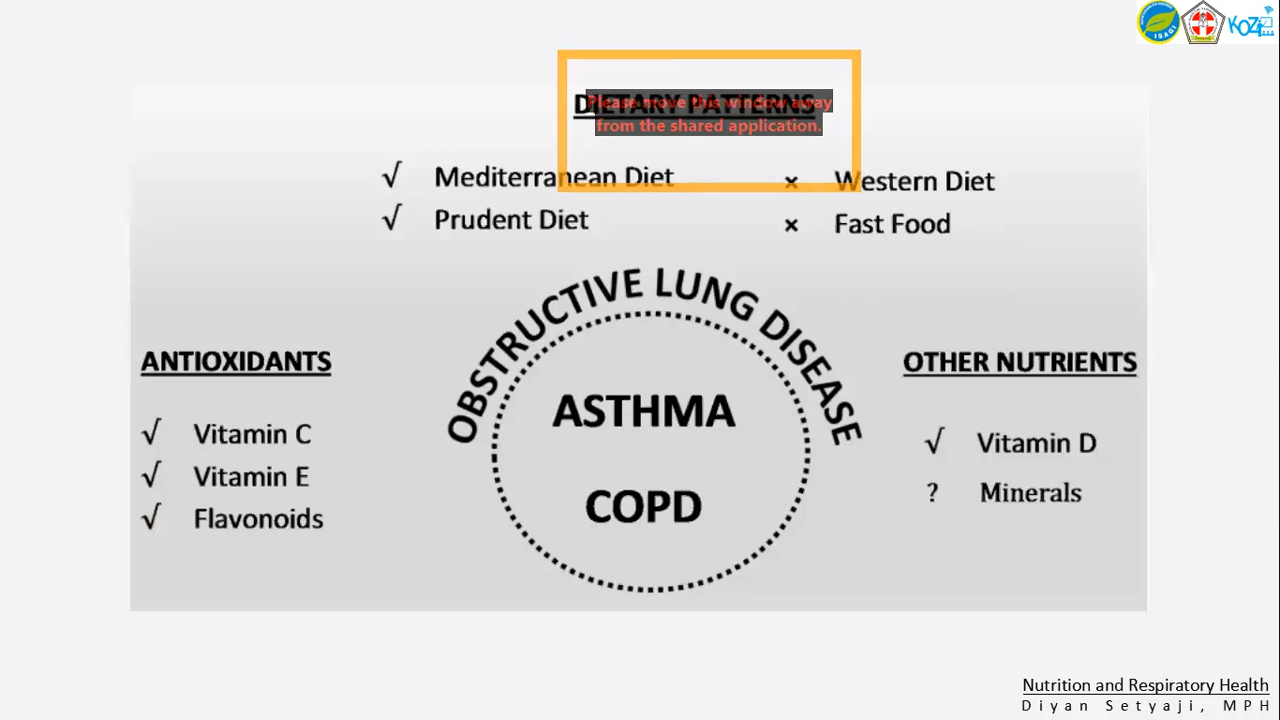 ISAGI
KOZI
DIETARY PATTERNS
Please move this window away
from the shared application.
√ Mediterranean Diet
× Western Diet
√ Prudent Diet
× Fast Food
OBSTRUCTIVE LUNG DISEASE
ASTHMA
COPD
ANTIOXIDANTS
√ Vitamin C
√ Vitamin E
√ Flavonoids
OTHER NUTRIENTS
√ Vitamin D
? Minerals
Nutrition and Respiratory Health
Diyan Setyaji, MPH